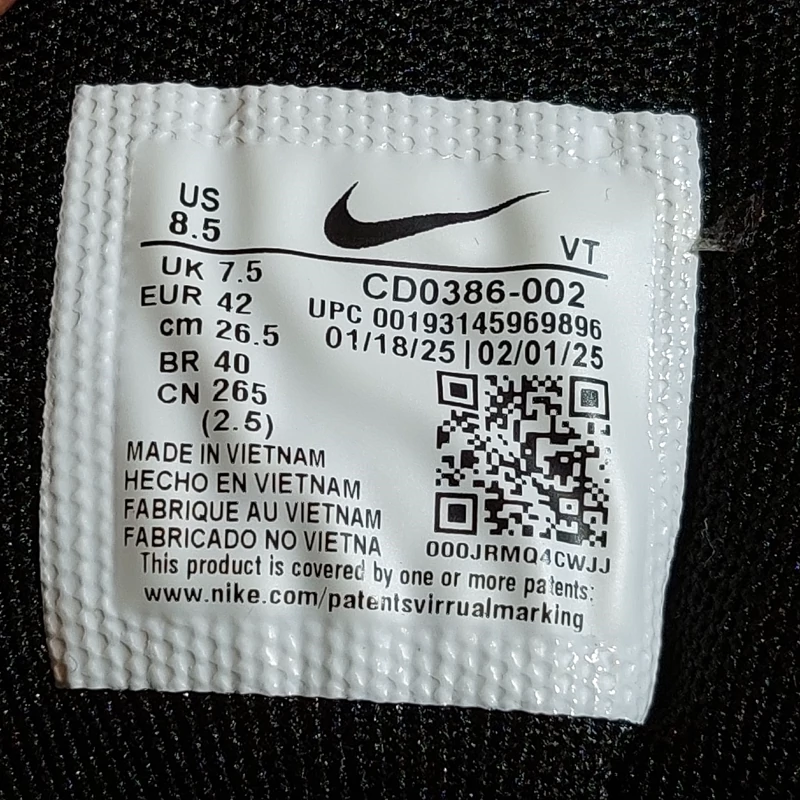 US
8.5
VT
UK 7.5
EUR 42
cm 26.5
BR 40
CN 265
(2.5)
CD0386-002
UPC 00193145969896
01/18/25 | 02/01/25
000JRMQ4CWJJ
MADE IN VIETNAM
HECHO EN VIETNAM
FABRIQUE AU VIETNAM
FABRICADO NO VIETNA
This product is covered by one or more patents:
www.nike.com/patentsvirrualmarking